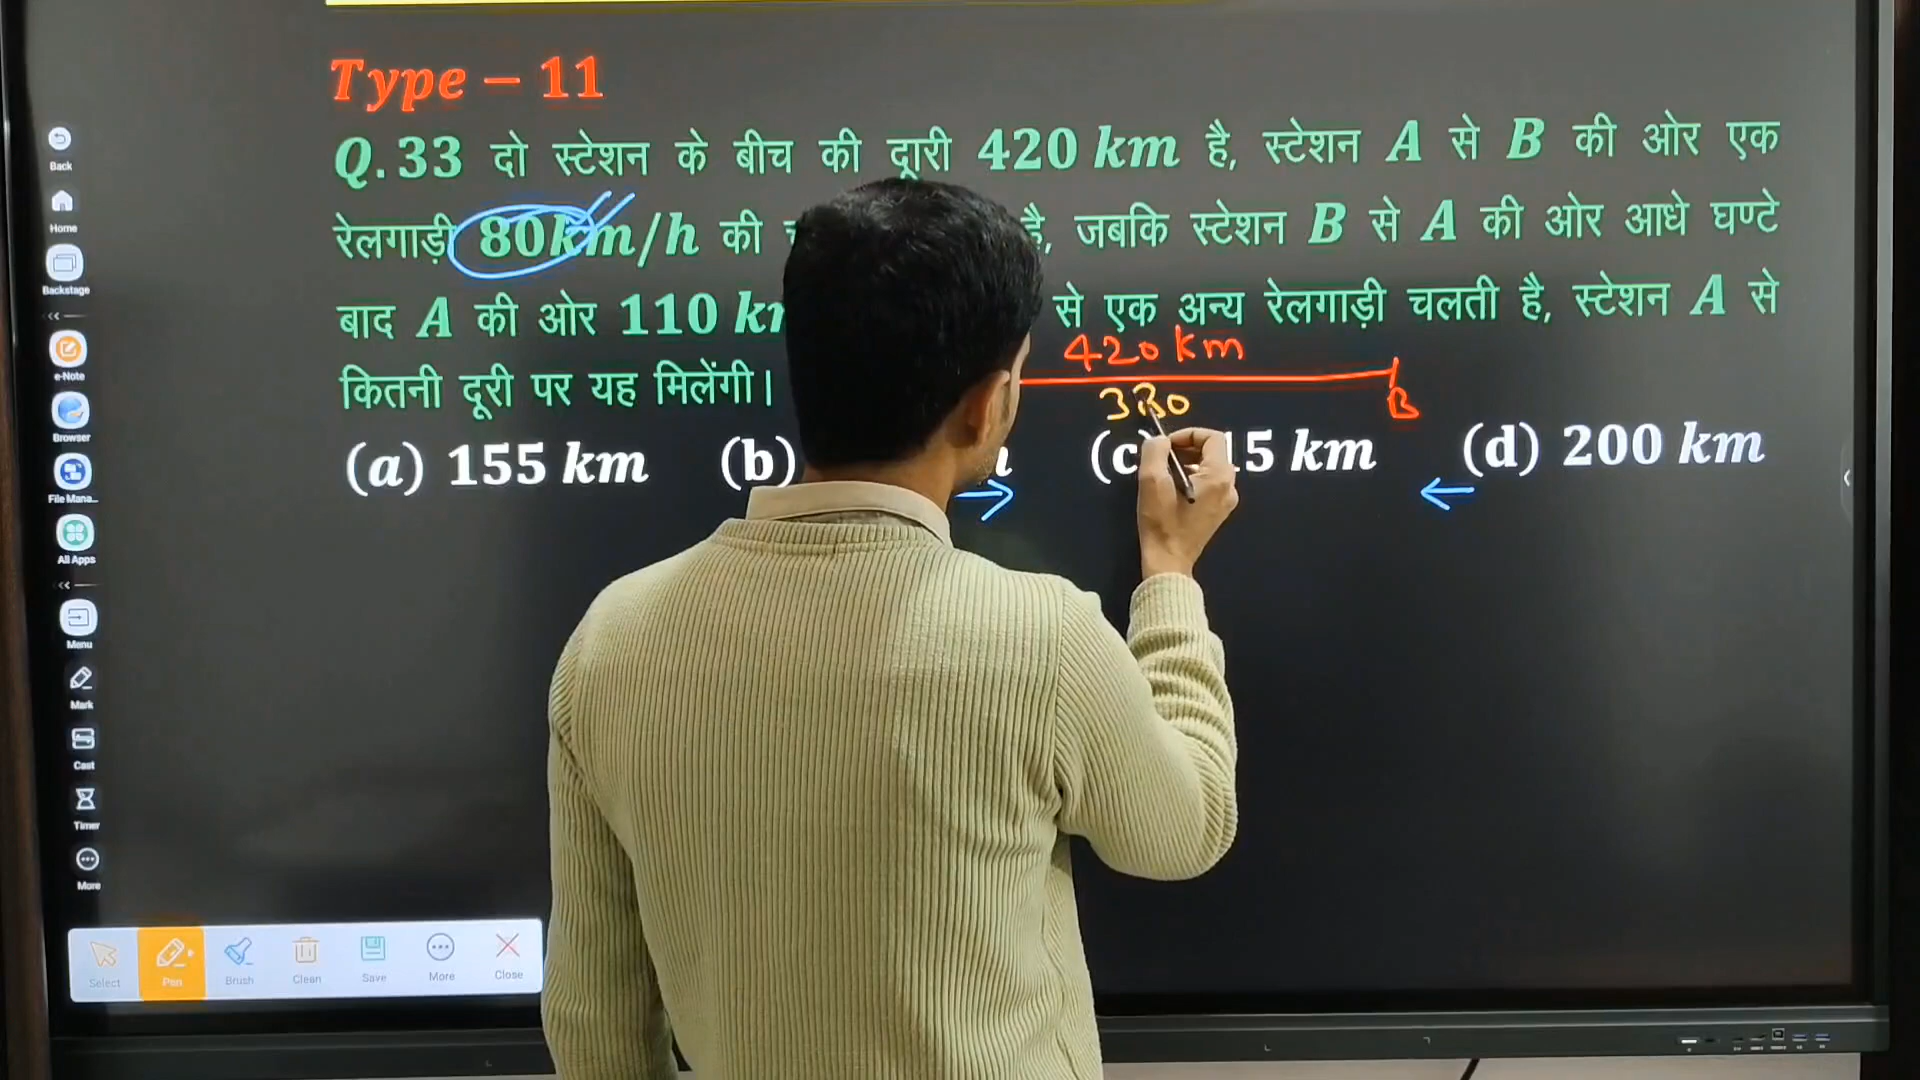 Type – 11
Q.33 दो स्टेशन के बीच की दूरी 420 km है, स्टेशन A से B की ओर एक
रेलगाड़ी 80km/h की है, जबकि स्टेशन B से A की ओर आधे घण्टे
बाद A की ओर 110 से एक अन्य रेलगाड़ी चलती है, स्टेशन A से
420 km
कितनी दूरी पर यह मिलेंगी।
380
B
(a) 155 km (b) (c) 15 km (d) 200 km
Back
Home
Backstage
e-Note
Browser
File Mana...
All Apps
Menu
Mark
Cast
Timer
More
Select Pen Brush Clean Save More Close